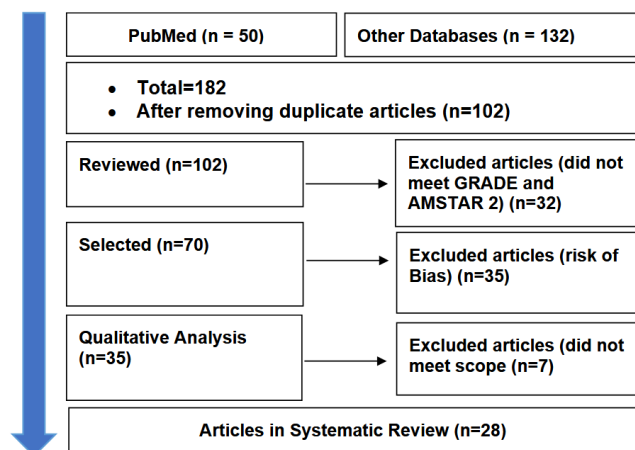 PubMed (n = 50)
Other Databases (n = 132)
• Total=182
• After removing duplicate articles (n=102)
Reviewed (n=102)
Excluded articles (did not
meet GRADE and
AMSTAR 2) (n=32)
Selected (n=70)
Excluded articles (risk of
Bias) (n=35)
Qualitative Analysis
(n=35)
Excluded articles (did not
meet scope (n=7)
Articles in Systematic Review (n=28)